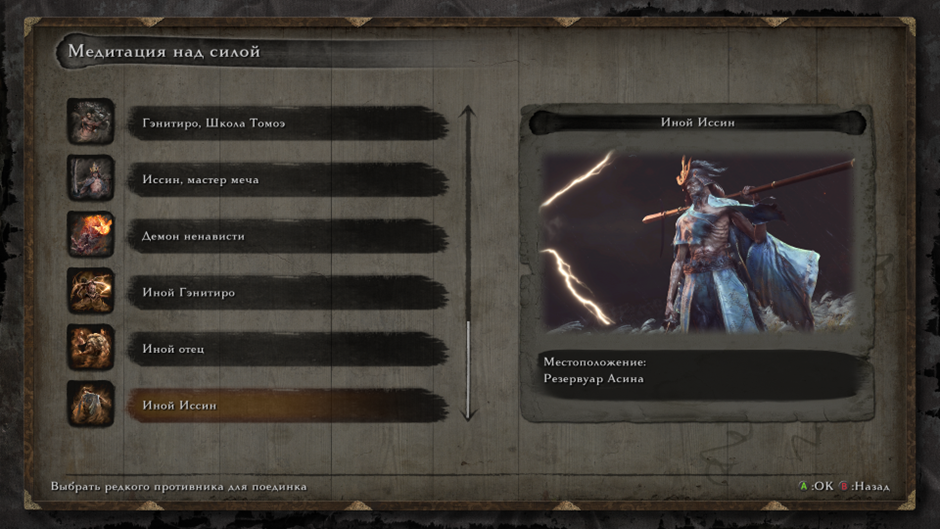 Медитация над силой
Гэнитиро, Школа Томоэ
Иссин, мастер меча
Демон ненависти
Иной Гэнитиро
Иной отец
Иной Иссин
Иной Иссин
Местоположение:
Резервуар Асина
Выбрать редкого противника для поединка
A :OK B :Назад